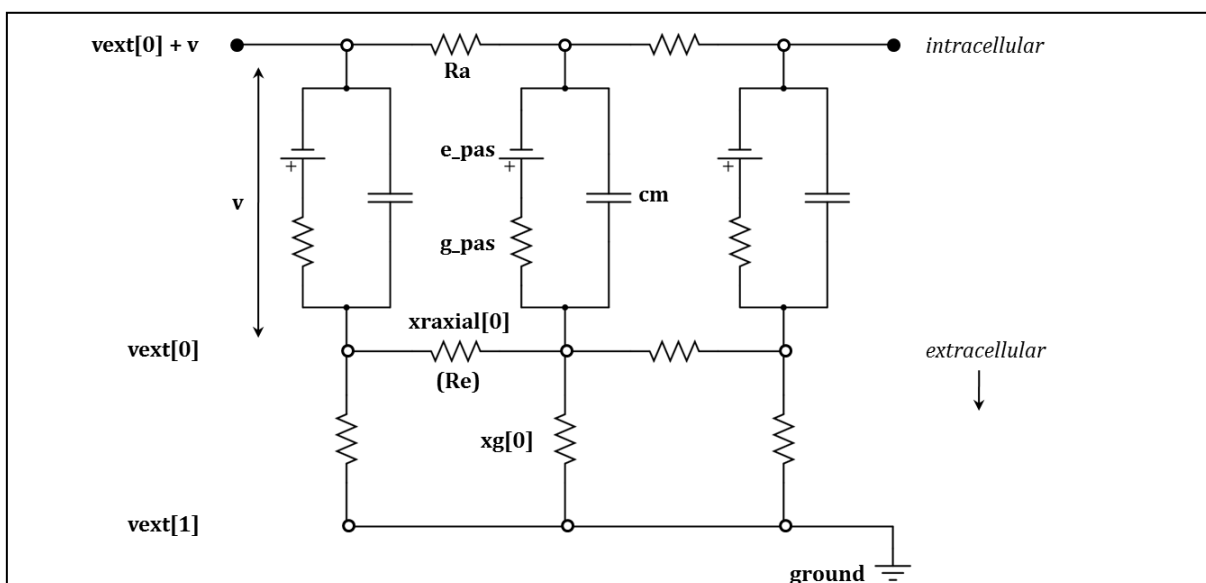 vext[0] + v
intracellular
Ra
e_pas
+
+
+
v
cm
g_pas
xraxial[0]
vext[0]
extracellular
(Re)
xg[0]
vext[1]
ground